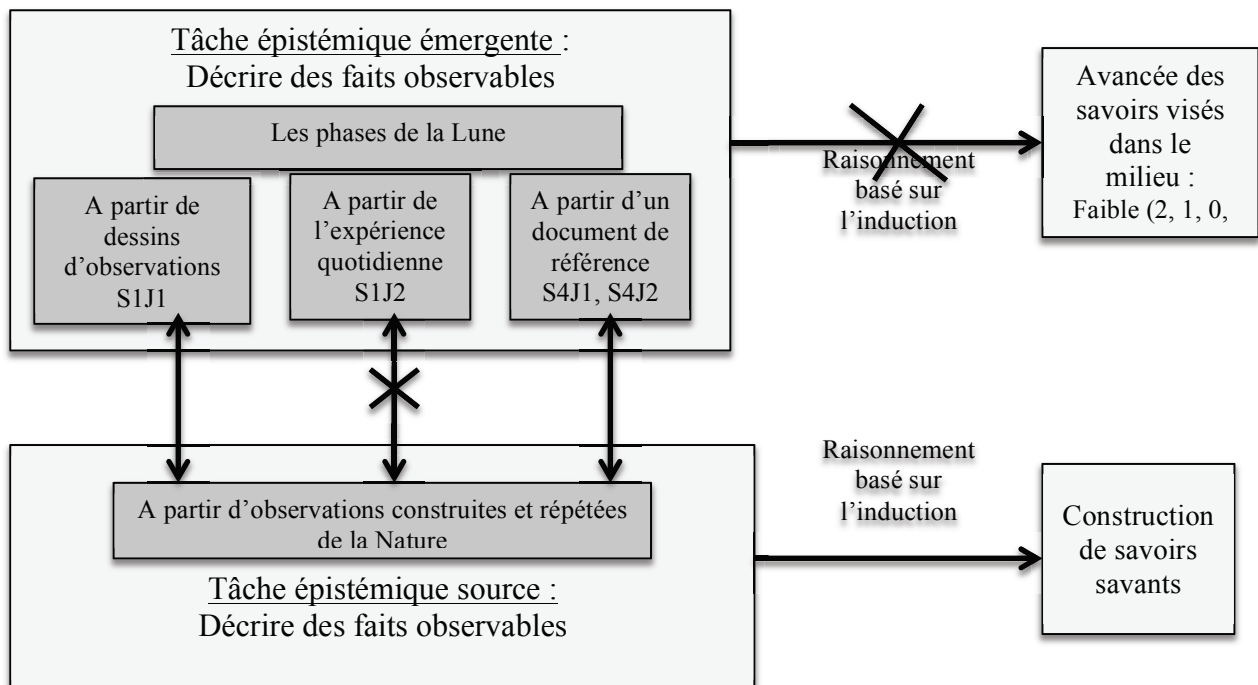 Tâche épistémique émergente :
Décrire des faits observables
Les phases de la Lune
A partir de
dessins
d’observations
S1J1
A partir de
l’expérience
quotidienne
S1J2
A partir d’un
document de
référence
S4J1, S4J2
Raisonnement
basé sur
l’induction
Avancée des
savoirs visés
dans le
milieu :
Faible (2, 1, 0,
A partir d’observations construites et répétées
de la Nature
Tâche épistémique source :
Décrire des faits observables
Raisonnement
basé sur
l’induction
Construction
de savoirs
savants